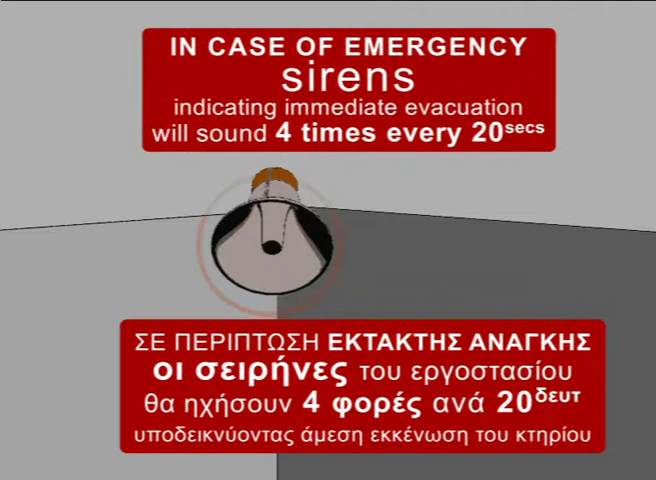 IN CASE OF EMERGENCY
sirens
indicating immediate evacuation
will sound 4 times every 20secs
ΣΕ ΠΕΡΙΠΤΩΣΗ ΕΚΤΑΚΤΗΣ ΑΝΑΓΚΗΣ
οι σειρήνες του εργοστασίου
θα ηχήσουν 4 φορές ανά 20δευτ
υποδεικνύοντας άμεση εκκένωση του κτηρίου